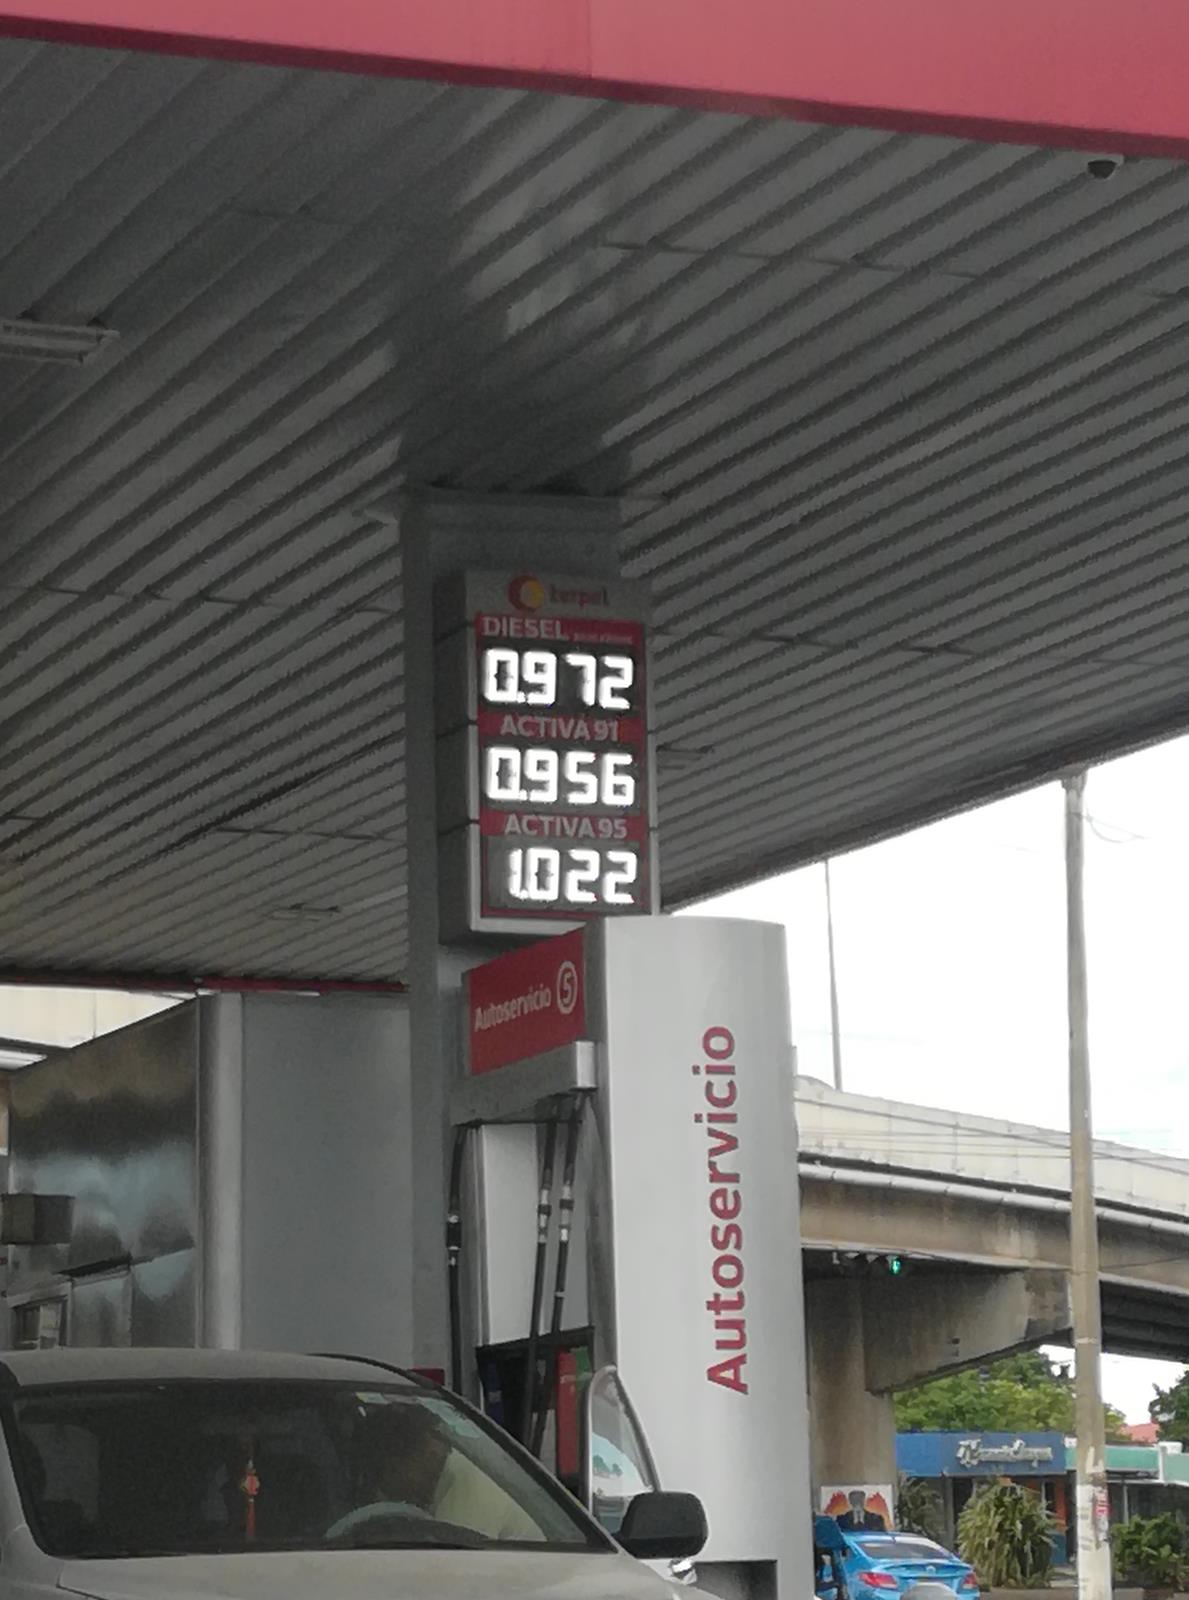 terpel
DIESEL
0.972
ACTIVA 91
0.956
ACTIVA 95
1.022
Autoservicio 5
Autoservicio